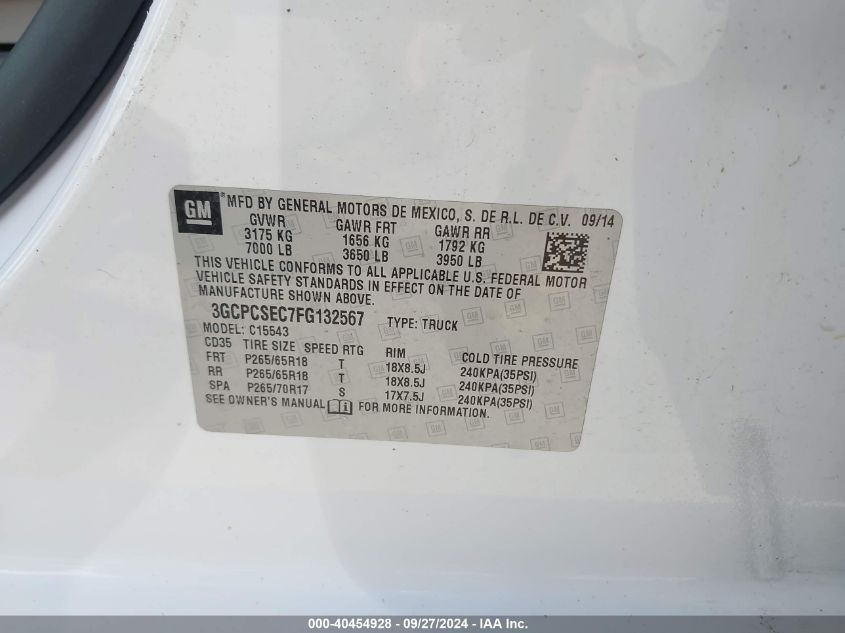 GM *MFD BY GENERAL MOTORS DE MEXICO, S. DE R.L. DE C.V. 09/14
GVWR GAWR FRT GAWR RR
3175 KG 1656 KG 1792 KG
7000 LB 3650 LB 3950 LB
THIS VEHICLE CONFORMS TO ALL APPLICABLE U.S. FEDERAL MOTOR
VEHICLE SAFETY STANDARDS IN EFFECT ON THE DATE OF
MANUFACTURE SHOWN ABOVE.
3GCPCSEC7FG132567 TYPE: TRUCK
MODEL: C15543
CD35 TIRE SIZE SPEED RTG RIM COLD TIRE PRESSURE
FRT P265/65R18 T 18X8.5J 240KPA(35PSI)
RR P265/65R18 T 18X8.5J 240KPA(35PSI)
SPA P265/70R17 S 17X7.5J 240KPA(35PSI)
SEE OWNER'S MANUAL FOR MORE INFORMATION.
000-40454928 - 09/27/2024 - IAA, Inc.